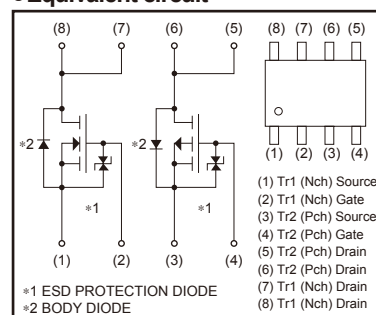 Equivalent circuit
(8) (7) (6) (5)
(8) (7) (6) (5)
∗2
∗2
∗1
∗1
(1) (2) (3) (4)
(1) (2) (3) (4)
(1) Tr1 (Nch) Source
(2) Tr1 (Nch) Gate
(3) Tr2 (Pch) Source
(4) Tr2 (Pch) Gate
(5) Tr2 (Pch) Drain
(6) Tr2 (Pch) Drain
(7) Tr1 (Nch) Drain
(8) Tr1 (Nch) Drain
∗1 ESD PROTECTION DIODE
∗2 BODY DIODE